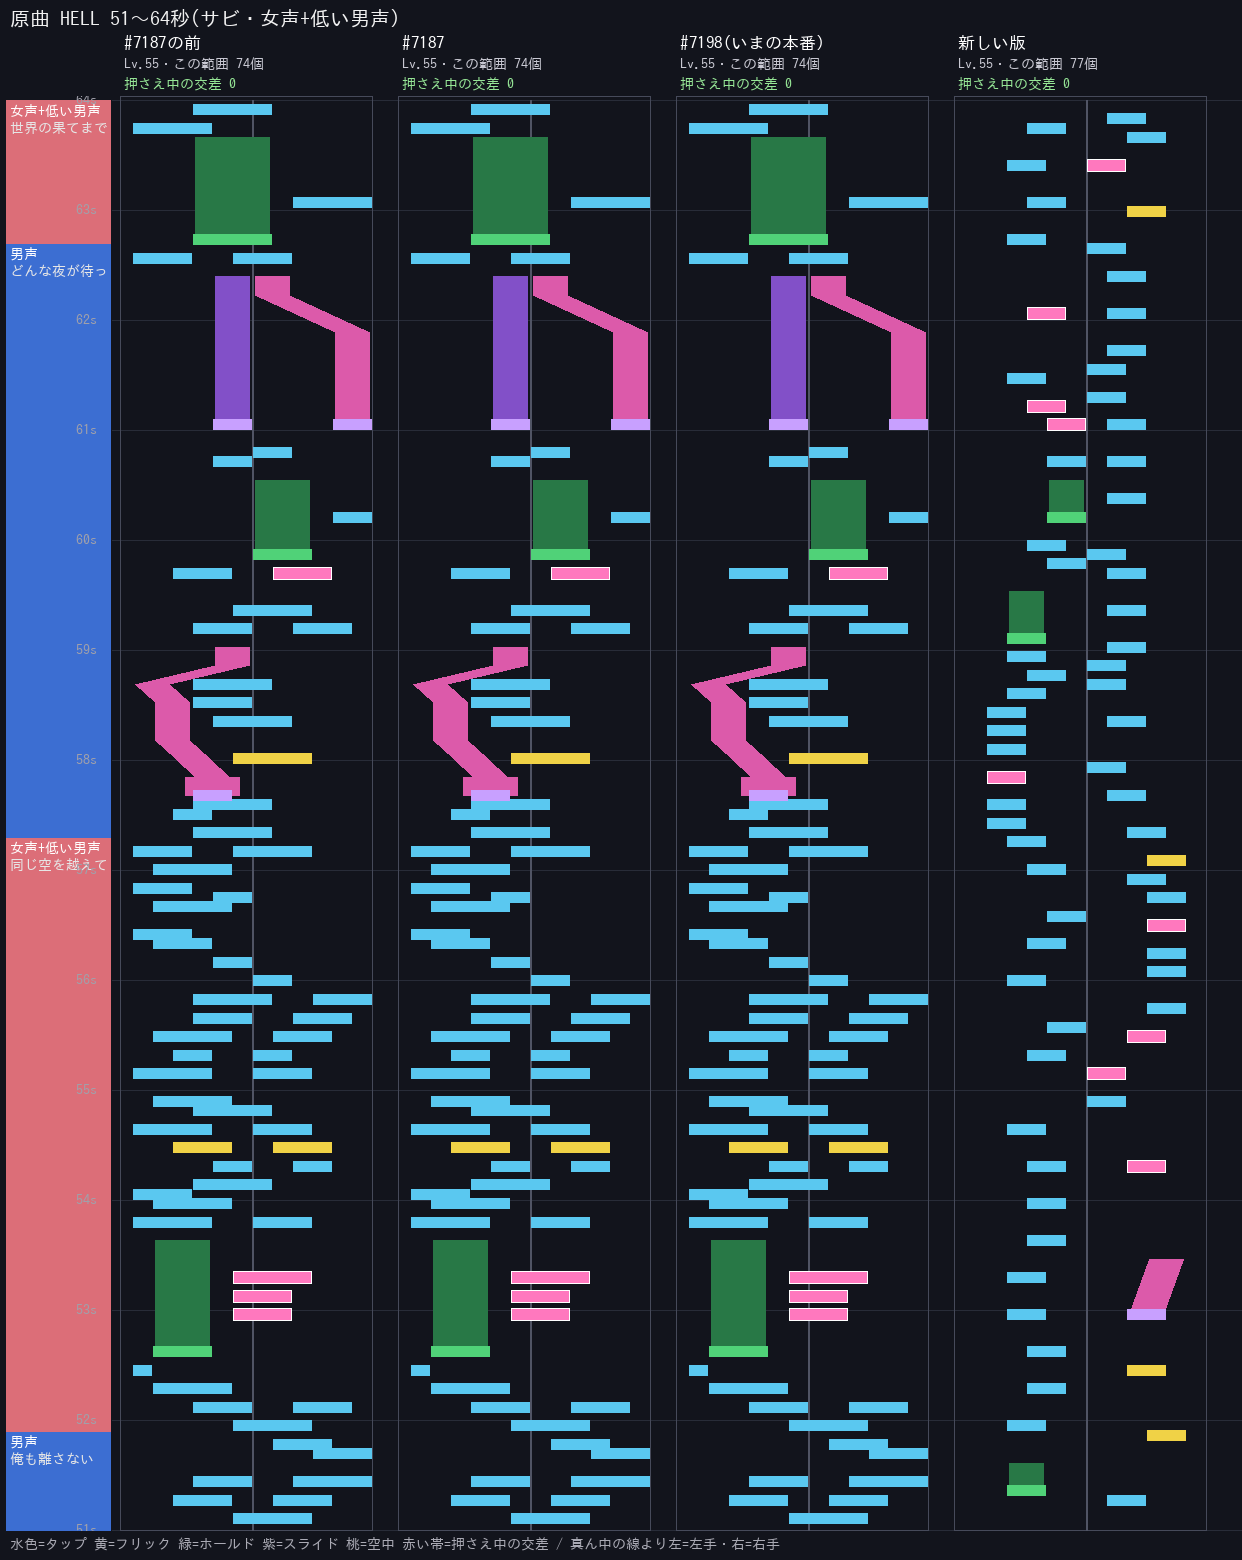 原曲 HELL 51～64秒(サビ・女声+低い男声)
#7187の前
Lv.55・この範囲 74個
押さえ中の交差 0
#7187
Lv.55・この範囲 74個
押さえ中の交差 0
#7198(いまの本番)
Lv.55・この範囲 74個
押さえ中の交差 0
新しい版
Lv.55・この範囲 77個
押さえ中の交差 0
64s
女声+低い男声
世界の果てまで
63s
男声
どんな夜が待っ
62s
61s
60s
59s
58s
女声+低い男声
同じ空を越えて
57s
56s
55s
54s
53s
52s
男声
俺も離さない
51s
水色=タップ 黄=フリック 緑=ホールド 紫=スライド 桃=空中 赤い帯=押さえ中の交差 / 真ん中の線より左=左手・右=右手